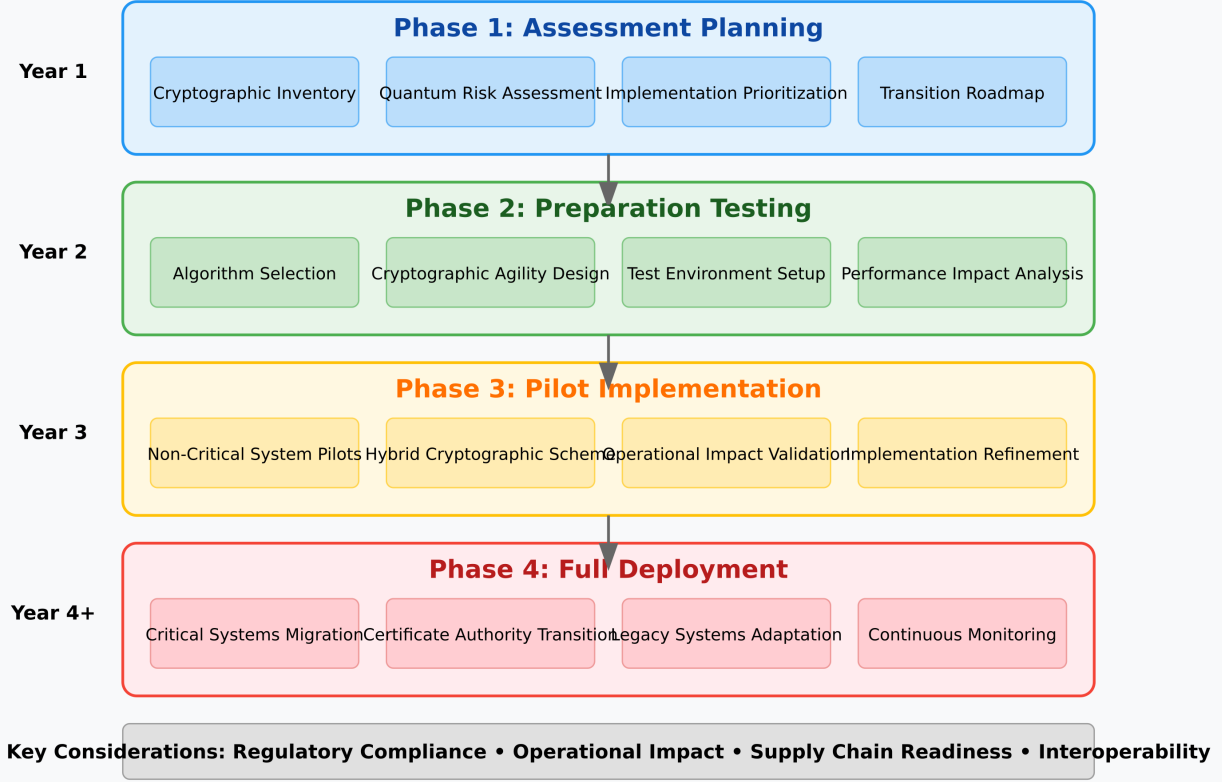 Phase 1: Assessment Planning
Year 1
Cryptographic Inventory
Quantum Risk Assessment
Implementation Prioritization
Transition Roadmap
Phase 2: Preparation Testing
Year 2
Algorithm Selection
Cryptographic Agility Design
Test Environment Setup
Performance Impact Analysis
Phase 3: Pilot Implementation
Year 3
Non-Critical System Pilots
Hybrid Cryptographic Scheme
Operational Impact Validation
Implementation Refinement
Phase 4: Full Deployment
Year 4+
Critical Systems Migration
Certificate Authority Transition
Legacy Systems Adaptation
Continuous Monitoring
Key Considerations: Regulatory Compliance • Operational Impact • Supply Chain Readiness • Interoperability